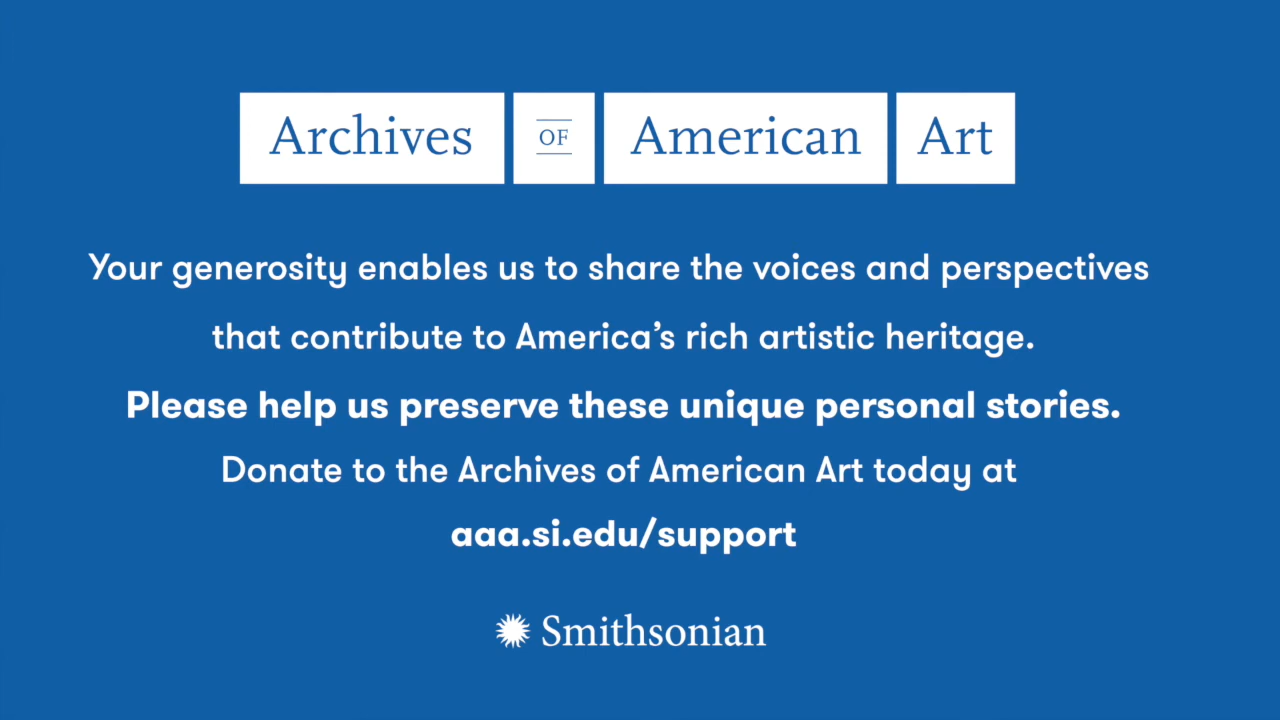 Archives OF American Art
Your generosity enables us to share the voices and perspectives
that contribute to America’s rich artistic heritage.
Please help us preserve these unique personal stories.
Donate to the Archives of American Art today at
aaa.si.edu/support
Smithsonian